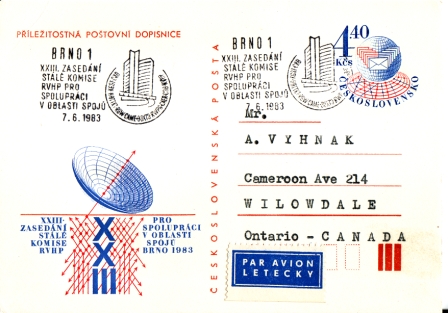 PŘÍLEŽITOSTNÝ POŠTOVNÍ DOPISNICE
BRNO 1
XXIII. ZASEDÁNÍ
STÁLÉ KOMISE
RVHP PRO
SPOLUPRÁCI
V OBLASTI SPOJŮ
7. 6. 1983
BRNO 1
XXIII. ZASEDÁNÍ
STÁLÉ KOMISE
RVHP PRO
SPOLUPRÁCI
V OBLASTI SPOJŮ
7. 6. 1983
4.40
Kčs
ČESKOSLOVENSKO
ČESKOSLOVENSKÁ POŠTA
Mr.
A. VYHNAK
Cameroon Ave 214
WILOWDALE
Ontario - CANADA
PAR AVION
LETECKY
XXIII.
ZASEDÁNÍ
STÁLÉ
KOMISE
RVHP
XXIII
PRO
SPOLUPRÁCI
V OBLASTI
SPOJŮ
BRNO 1983